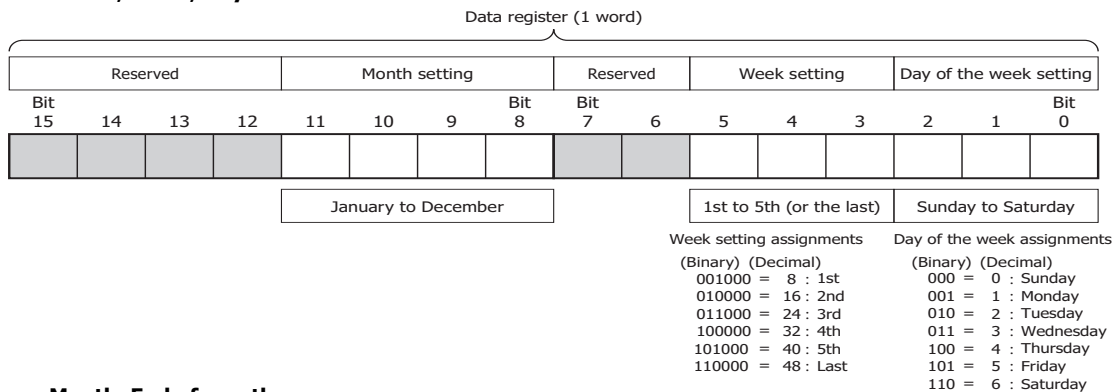 Data register (1 word)
Reserved Month setting Reserved Week setting Day of the week setting
Bit Bit Bit Bit
15 14 13 12 11 10 9 8 7 6 5 4 3 2 1 0
January to December 1st to 5th (or the last) Sunday to Saturday
Week setting assignments
(Binary) (Decimal)
001000 = 8 : 1st
010000 = 16 : 2nd
011000 = 24 : 3rd
100000 = 32 : 4th
101000 = 40 : 5th
110000 = 48 : Last
Day of the week assignments
(Binary) (Decimal)
000 = 0 : Sunday
001 = 1 : Monday
010 = 2 : Tuesday
011 = 3 : Wednesday
100 = 4 : Thursday
101 = 5 : Friday
110 = 6 : Saturday